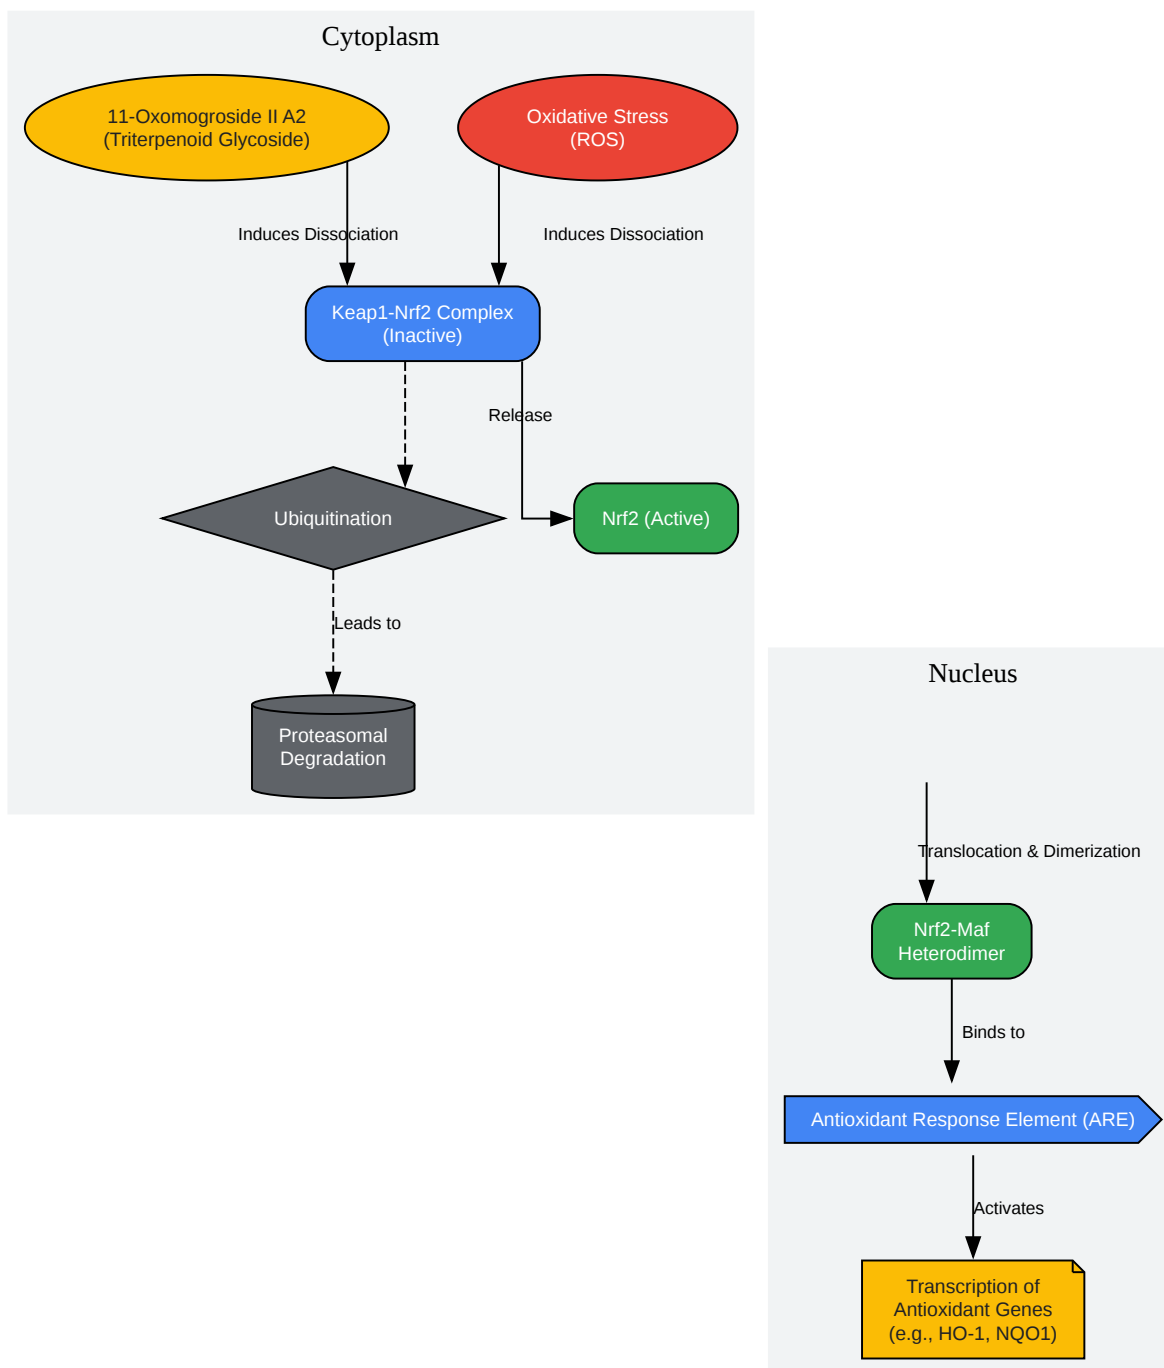 Cytoplasm
11-Oxomogroside II A2
(Triterpenoid Glycoside)
Oxidative Stress
(ROS)
Induces Dissociation
Induces Dissociation
Keap1-Nrf2 Complex
(Inactive)
Release
Ubiquitination
Nrf2 (Active)
Leads to
Proteasomal
Degradation
Nucleus
Translocation & Dimerization
Nrf2-Maf
Heterodimer
Binds to
Antioxidant Response Element (ARE)
Activates
Transcription of
Antioxidant Genes
(e.g., HO-1, NQO1)